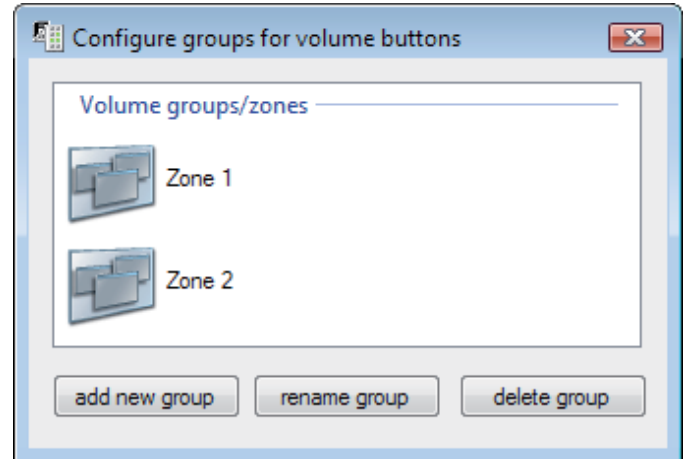 Configure groups for volume buttons
Volume groups/zones
Zone 1
Zone 2
add new group rename group delete group